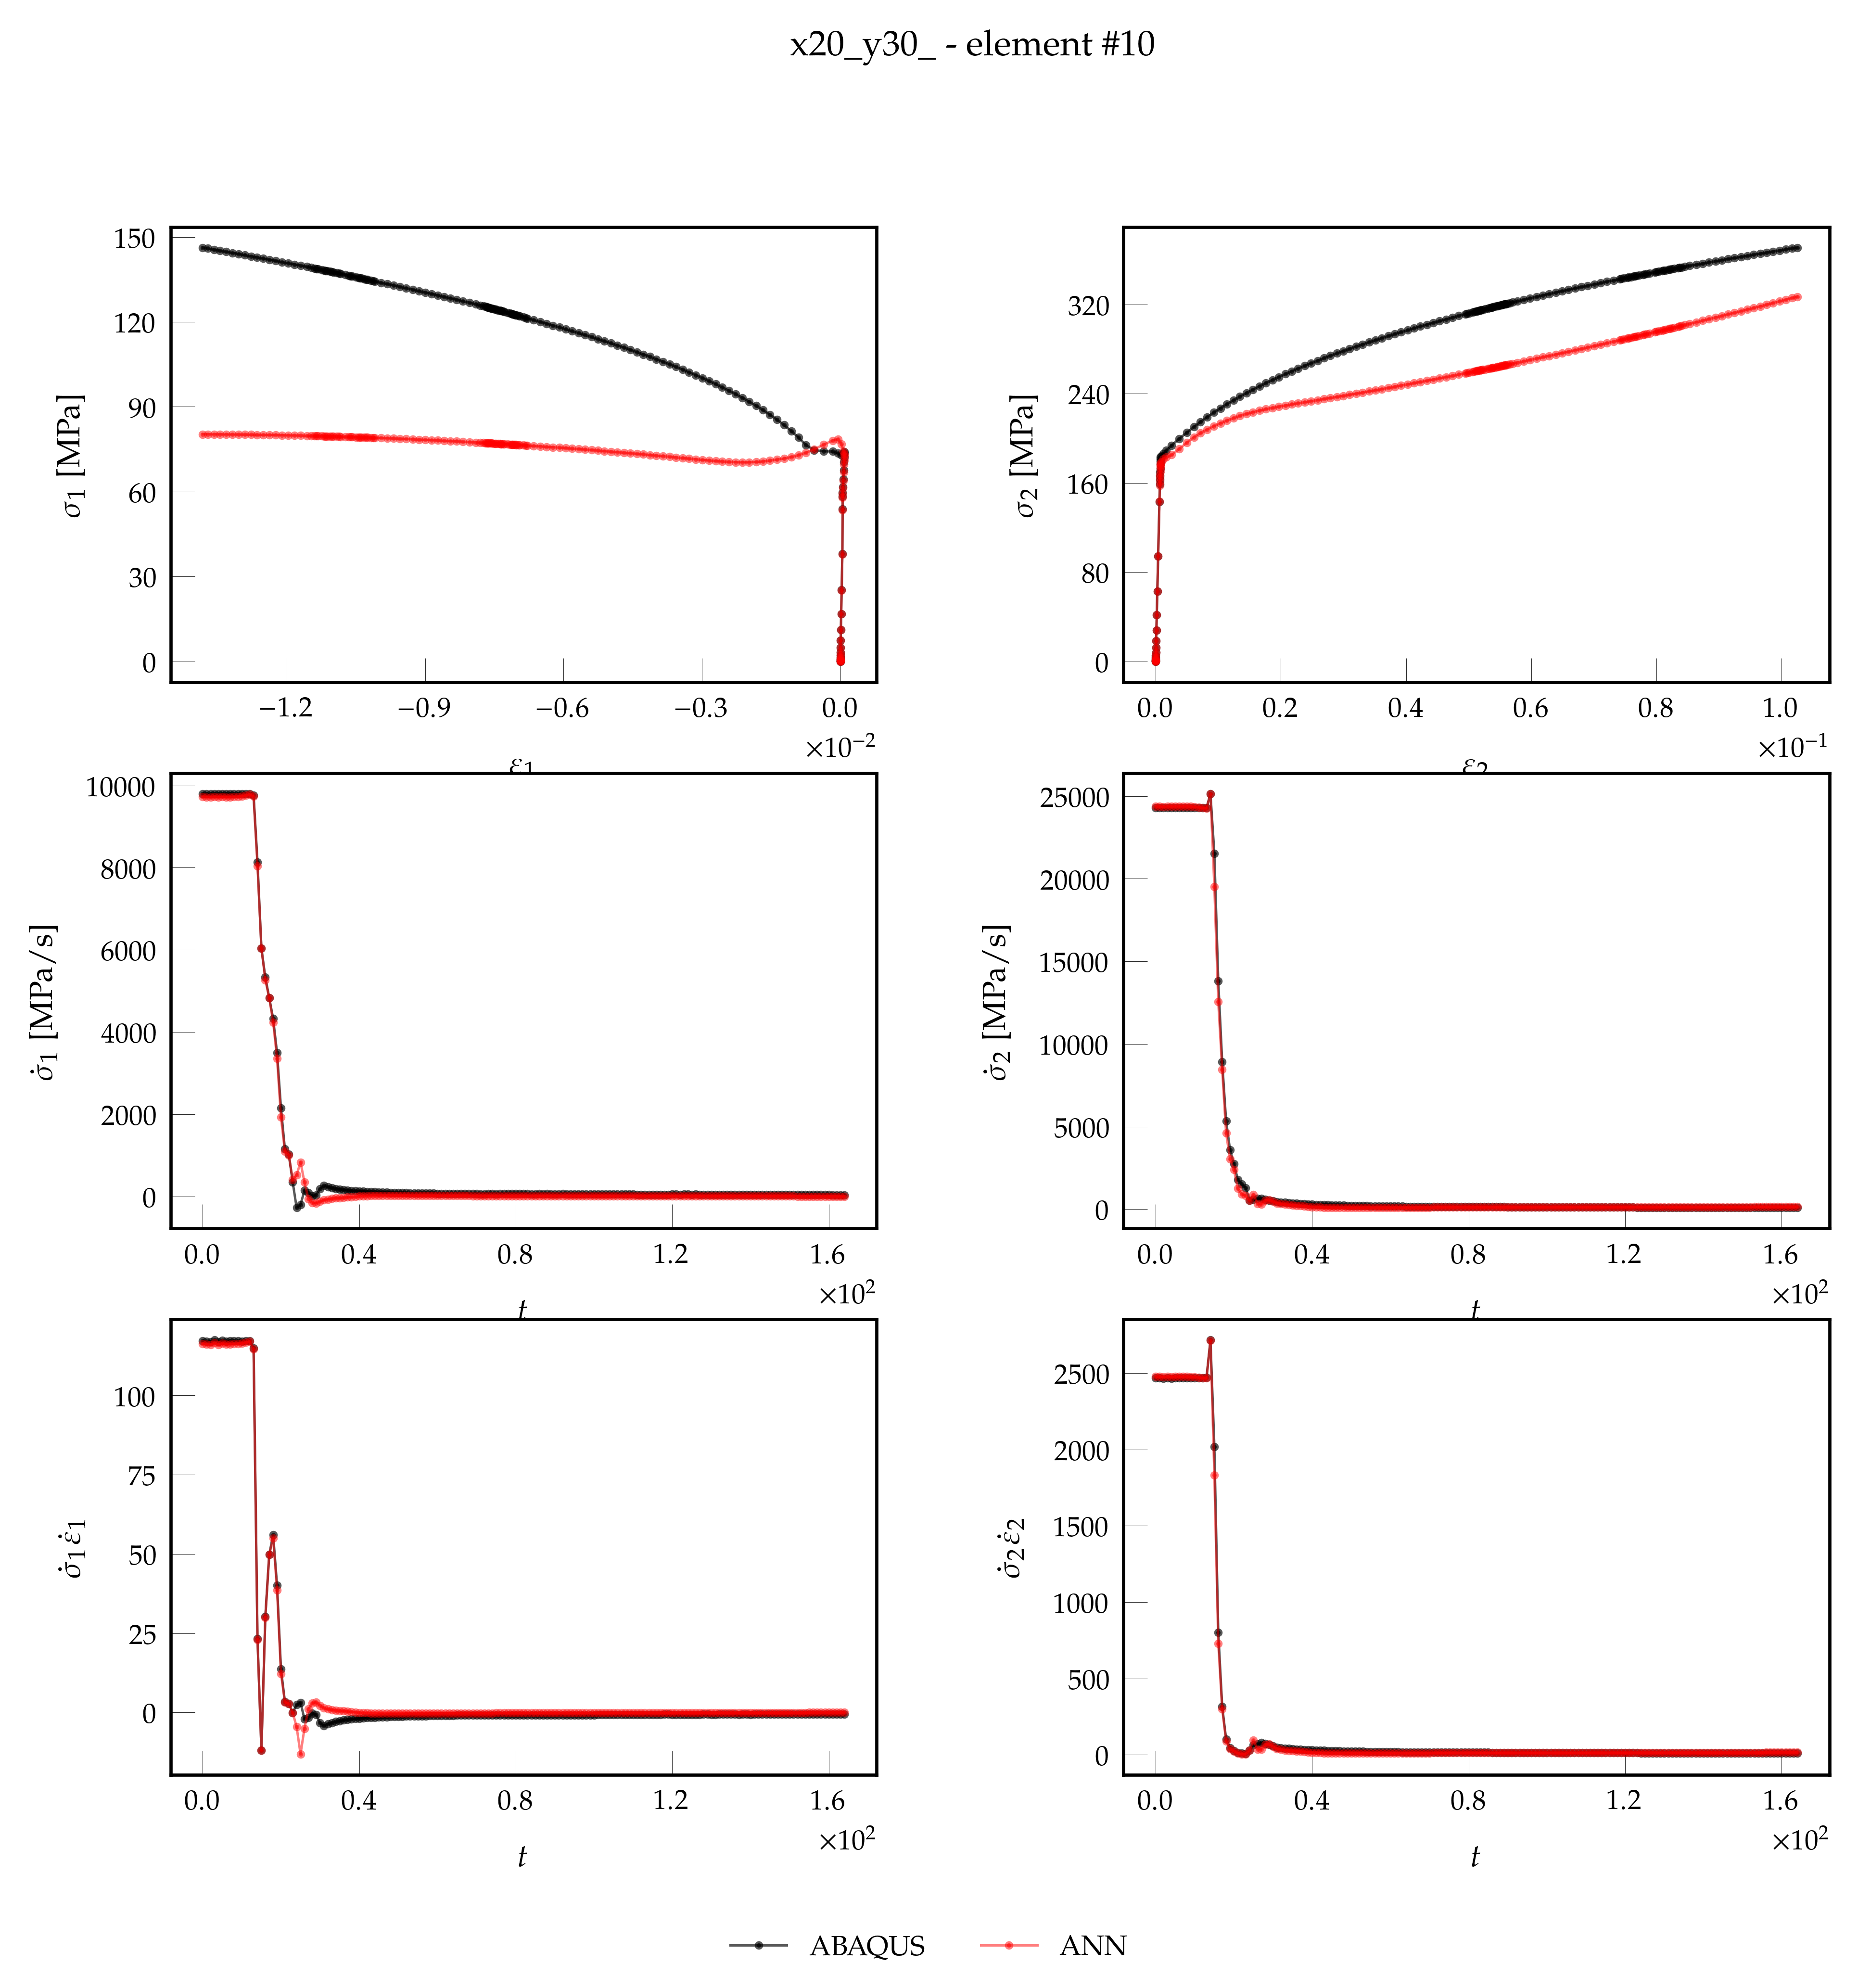 x20_y30_ - element #10
150
120
90
60
30
0
σ1 [MPa]
−1.2 −0.9 −0.6 −0.3 0.0
×10−2
ε1
320
240
160
80
0
σ2 [MPa]
0.0 0.2 0.4 0.6 0.8 1.0
×10−1
ε2
10000
8000
6000
4000
2000
0
σ̇1 [MPa/s]
0.0 0.4 0.8 1.2 1.6
×102
t
25000
20000
15000
10000
5000
0
σ̇2 [MPa/s]
0.0 0.4 0.8 1.2 1.6
×102
t
100
75
50
25
0
σ̇1ε̇1
0.0 0.4 0.8 1.2 1.6
×102
t
2500
2000
1500
1000
500
0
σ̇2ε̇2
0.0 0.4 0.8 1.2 1.6
×102
t
ABAQUS ANN